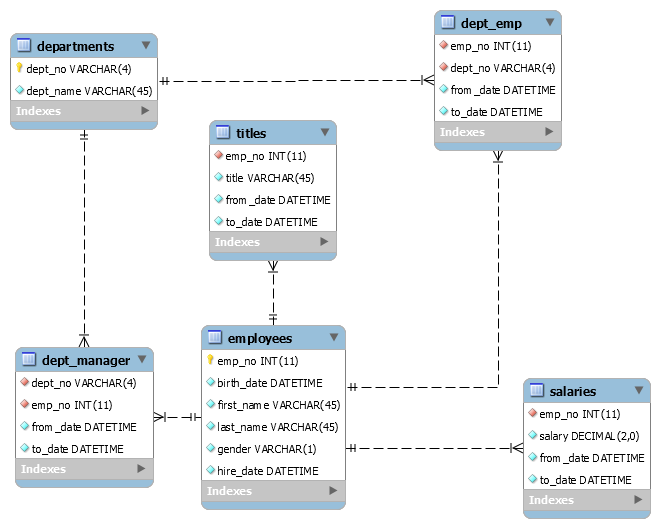 departments
dept_no VARCHAR(4)
dept_name VARCHAR(45)
Indexes
dept_emp
emp_no INT(11)
dept_no VARCHAR(4)
from_date DATETIME
to_date DATETIME
Indexes
titles
emp_no INT(11)
title VARCHAR(45)
from_date DATETIME
to_date DATETIME
Indexes
dept_manager
dept_no VARCHAR(4)
emp_no INT(11)
from_date DATETIME
to_date DATETIME
Indexes
employees
emp_no INT(11)
birth_date DATETIME
first_name VARCHAR(45)
last_name VARCHAR(45)
gender VARCHAR(1)
hire_date DATETIME
Indexes
salaries
emp_no INT(11)
salary DECIMAL(2,0)
from_date DATETIME
to_date DATETIME
Indexes